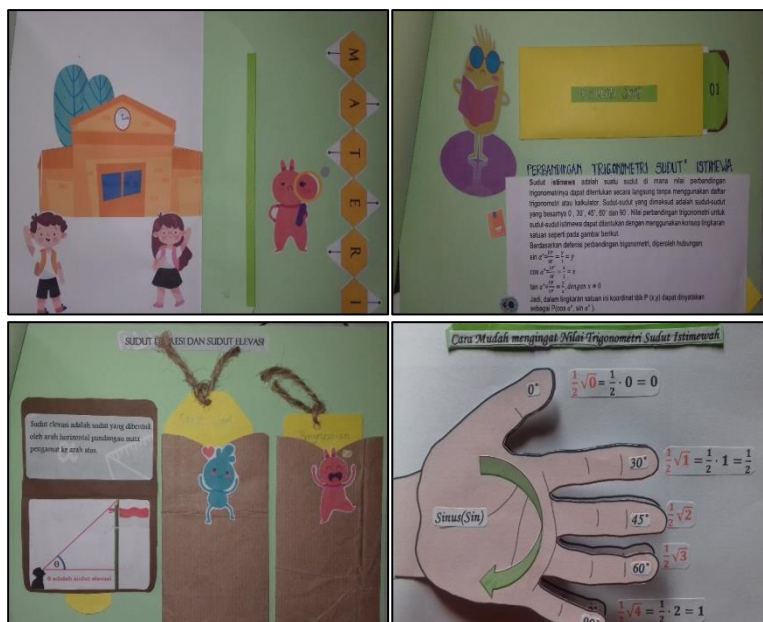 MATERI
01
PERBANDINGAN TRIGONOMETRI SUDUT² ISTIMEWA
Sudut istimewa adalah suatu sudut di mana nilai perbandingan
trigonometrinya dapat ditentukan secara langsung tanpa menggunakan daftar
trigonometri atau kalkulator. Sudut-sudut yang dimaksud adalah sudut-sudut
yang besarnya 0°, 30°, 45°, 60° dan 90°. Nilai perbandingan trigonometri untuk
sudut-sudut istimewa dapat ditentukan dengan menggunakan konsep lingkaran
satuan seperti pada gambar berikut.
Berdasarkan definisi perbandingan trigonometri, diperoleh hubungan:
Jadi, dalam lingkaran satuan ini koordinat titik P (x,y) dapat dinyatakan
sebagai P(cos α°, sin α°).
SUDUT DEPRESI DAN SUDUT ELEVASI
Sudut elevasi adalah sudut yang dibentuk
oleh arah horizontal pandangan mata
pengamat ke arah atas.
θ
θ adalah sudut elevasi
Cara Mudah mengingat Nilai Trigonometri Sudut Istimewah
0°
½√0 = ½ · 0 = 0
30°
½√1 = ½ · 1 = ½
Sinus(Sin)
45°
½√2
60°
½√3
90°
½√4 = ½ · 2 = 1